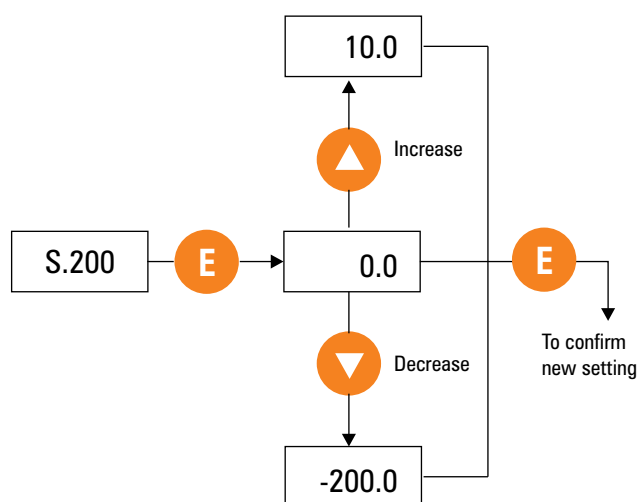 10.0
Increase
S.200
E
0.0
E
Decrease
To confirm
new setting
-200.0